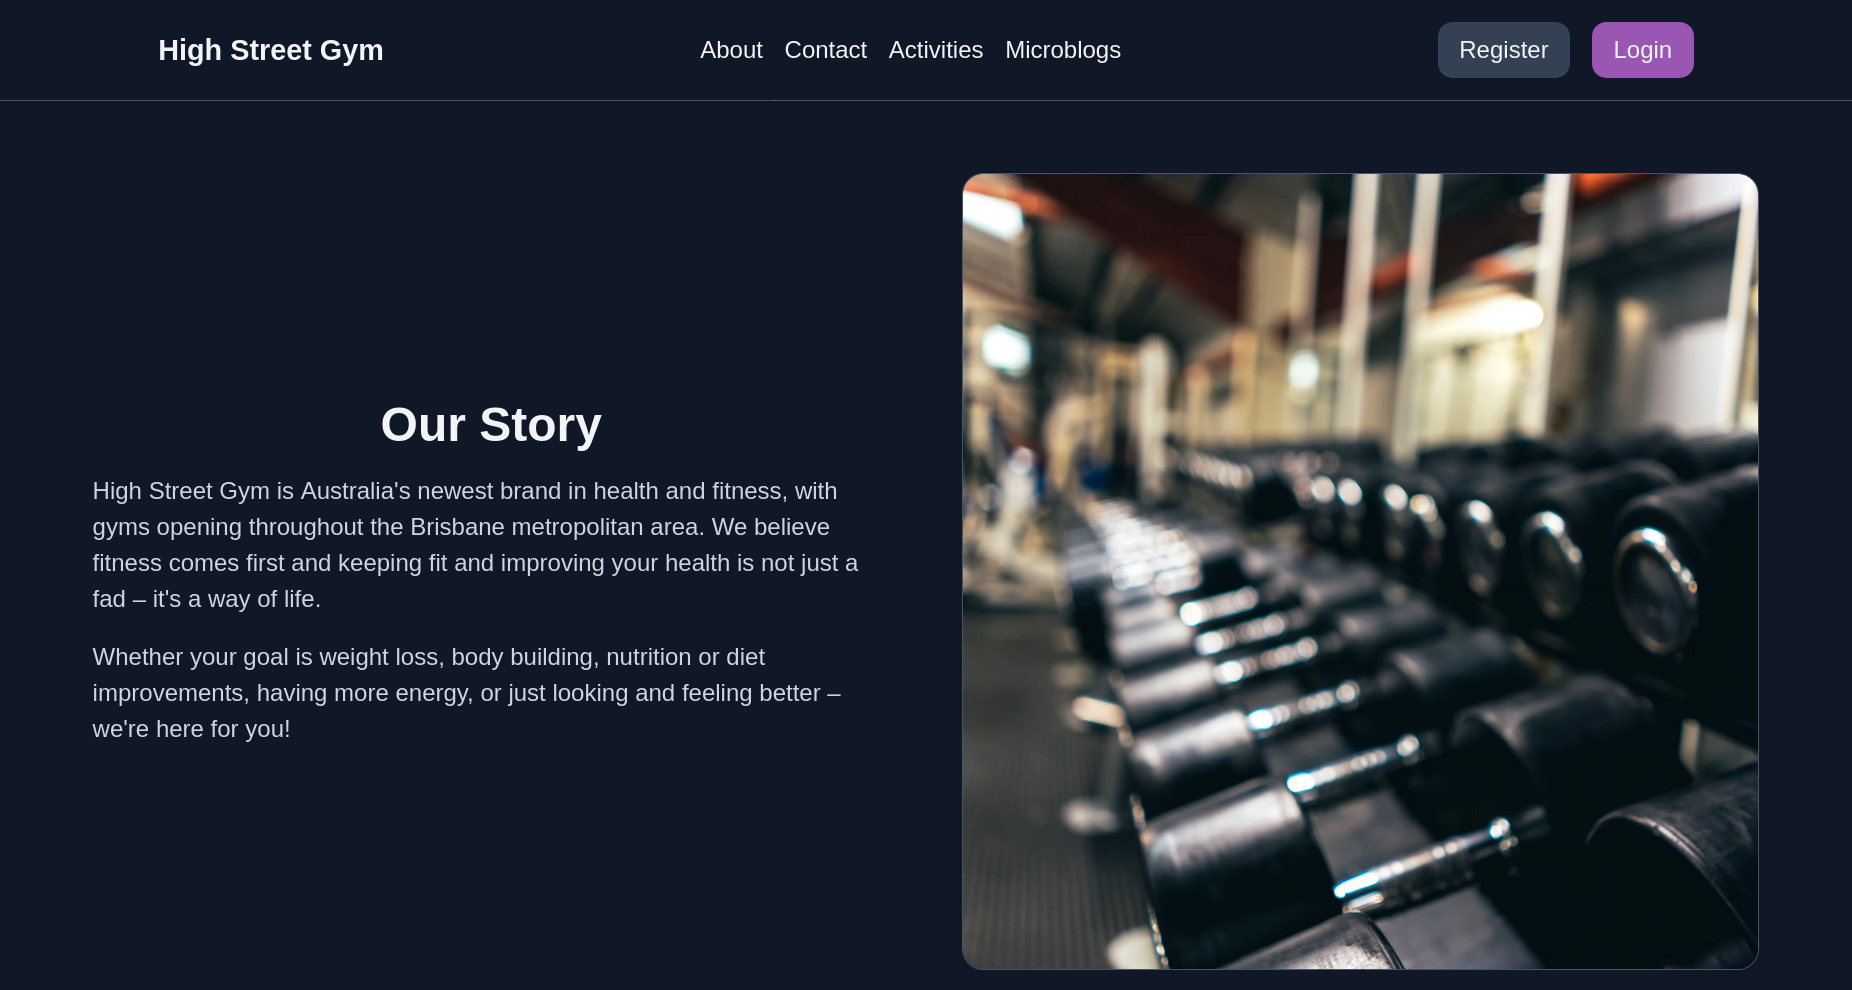 High Street Gym
About Contact Activities Microblogs
Register
Login
Our Story
High Street Gym is Australia's newest brand in health and fitness, with
gyms opening throughout the Brisbane metropolitan area. We believe
fitness comes first and keeping fit and improving your health is not just a
fad – it's a way of life.
Whether your goal is weight loss, body building, nutrition or diet
improvements, having more energy, or just looking and feeling better –
we're here for you!